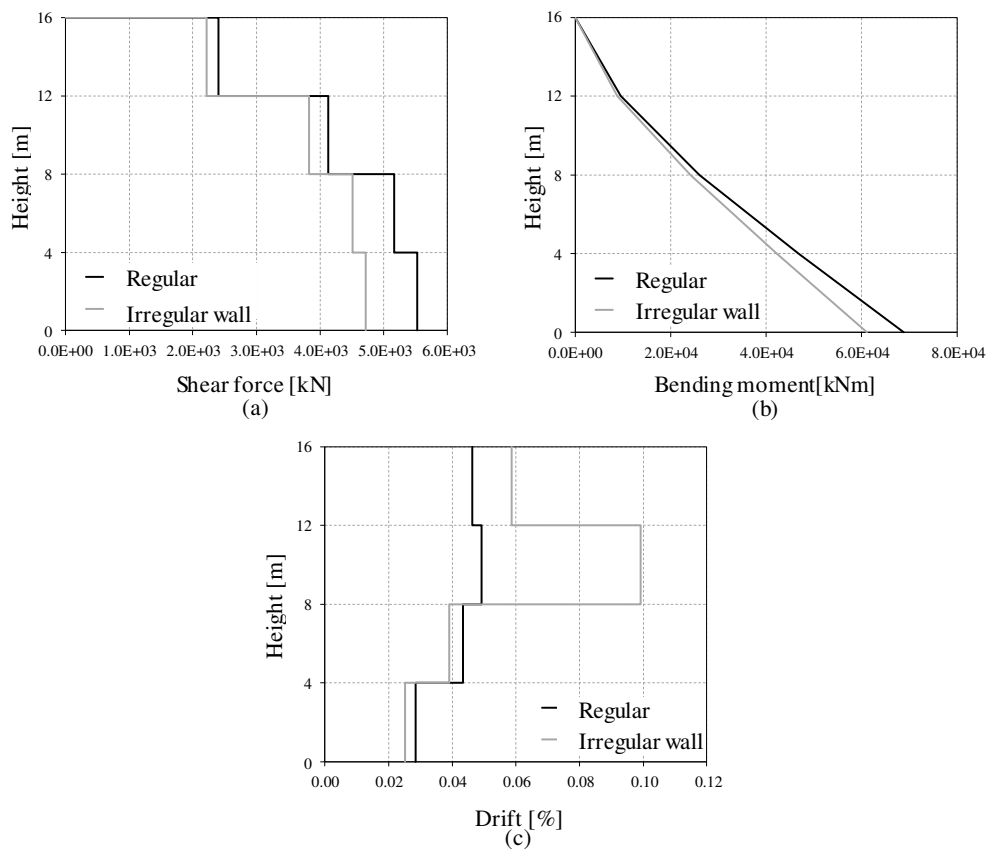 16
12
8
4
0
Height [m]
Regular
Irregular wall
0.0E+00 1.0E+03 2.0E+03 3.0E+03 4.0E+03 5.0E+03 6.0E+03
Shear force [kN]
(a)
16
12
8
4
0
Height [m]
Regular
Irregular wall
0.0E+00 2.0E+04 4.0E+04 6.0E+04 8.0E+04
Bending moment[kNm]
(b)
16
12
8
4
0
Height [m]
Regular
Irregular wall
0.00 0.02 0.04 0.06 0.08 0.10 0.12
Drift [%]
(c)